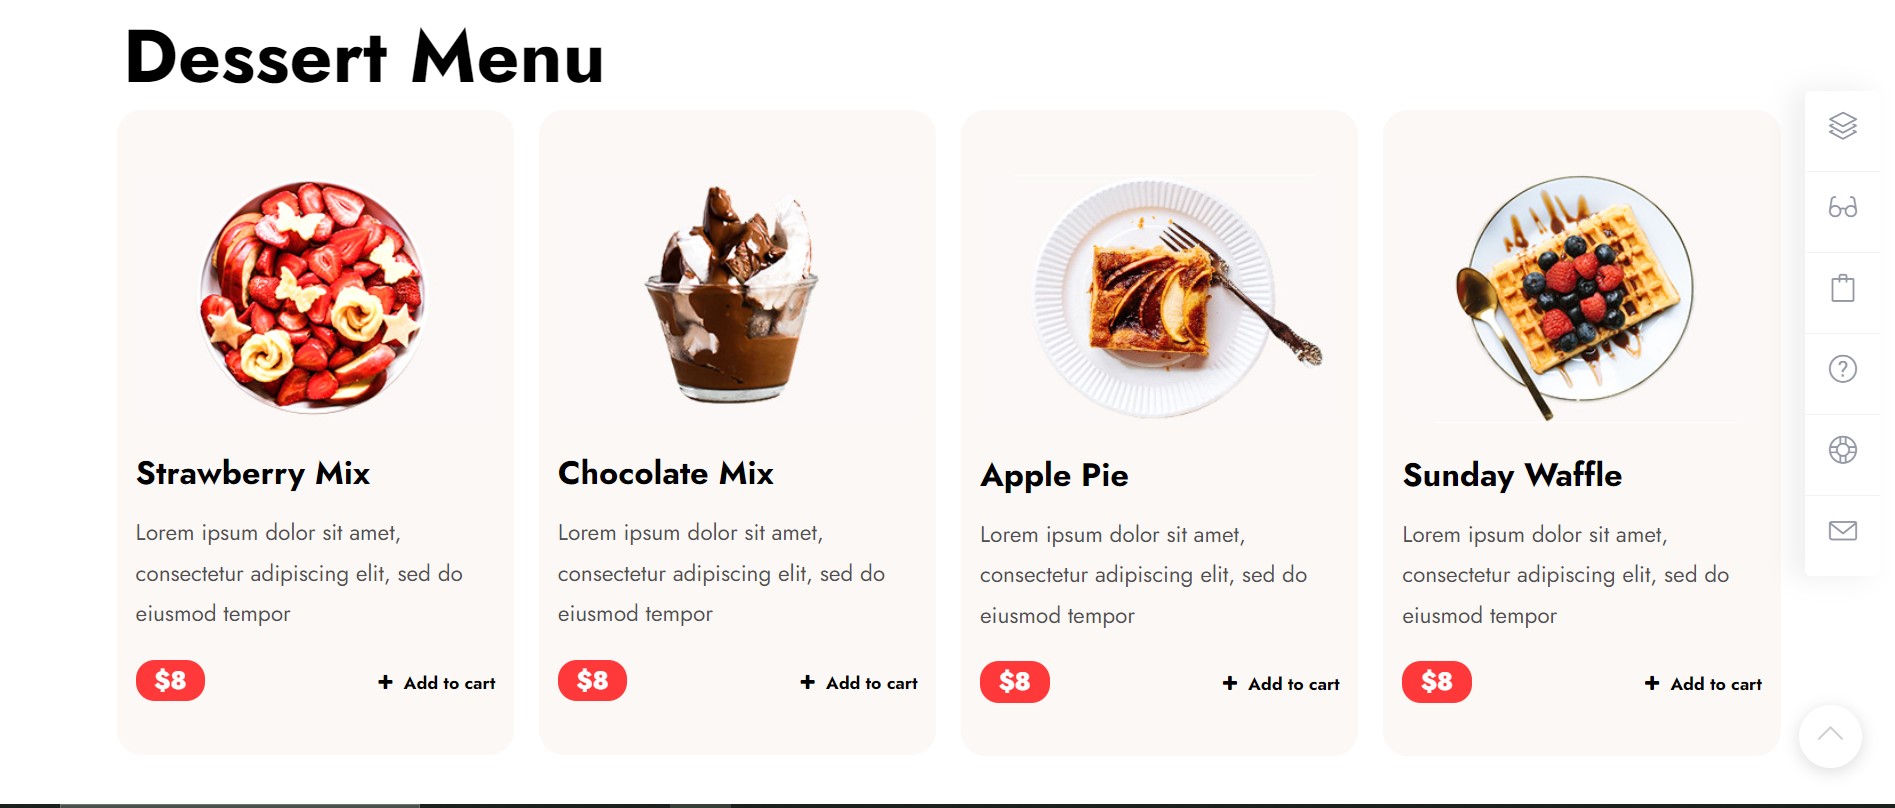 Dessert Menu
Strawberry Mix
Lorem ipsum dolor sit amet,
consectetur adipiscing elit, sed do
eiusmod tempor
$8
+ Add to cart
Chocolate Mix
Lorem ipsum dolor sit amet,
consectetur adipiscing elit, sed do
eiusmod tempor
$8
+ Add to cart
Apple Pie
Lorem ipsum dolor sit amet,
consectetur adipiscing elit, sed do
eiusmod tempor
$8
+ Add to cart
Sunday Waffle
Lorem ipsum dolor sit amet,
consectetur adipiscing elit, sed do
eiusmod tempor
$8
+ Add to cart